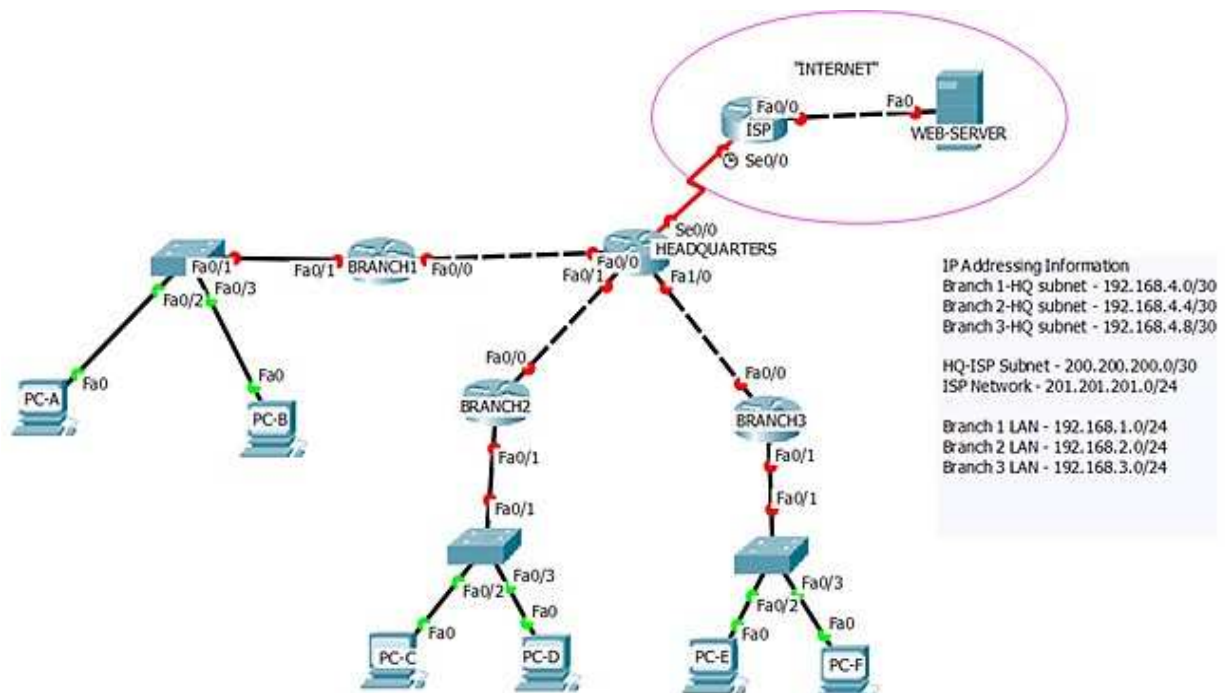 "INTERNET"
Fa0/0
Fa0
ISP
WEB-SERVER
Se0/0
Se0/0
HEADQUARTERS
Fa0/1
Fa0/1
BRANCH1
Fa0/0
Fa0/0
Fa0/1
Fa1/0
Fa0/2
Fa0/3
Fa0
PC-A
Fa0
PC-B
Fa0/0
BRANCH2
Fa0/1
Fa0/1
Fa0/2
Fa0/3
Fa0
Fa0
PC-C
PC-D
Fa0/0
BRANCH3
Fa0/1
Fa0/1
Fa0/2
Fa0/3
Fa0
Fa0
PC-E
PC-F
IP Addressing Information
Branch 1-HQ subnet - 192.168.4.0/30
Branch 2-HQ subnet - 192.168.4.4/30
Branch 3-HQ subnet - 192.168.4.8/30
HQ-ISP Subnet - 200.200.200.0/30
ISP Network - 201.201.201.0/24
Branch 1 LAN - 192.168.1.0/24
Branch 2 LAN - 192.168.2.0/24
Branch 3 LAN - 192.168.3.0/24